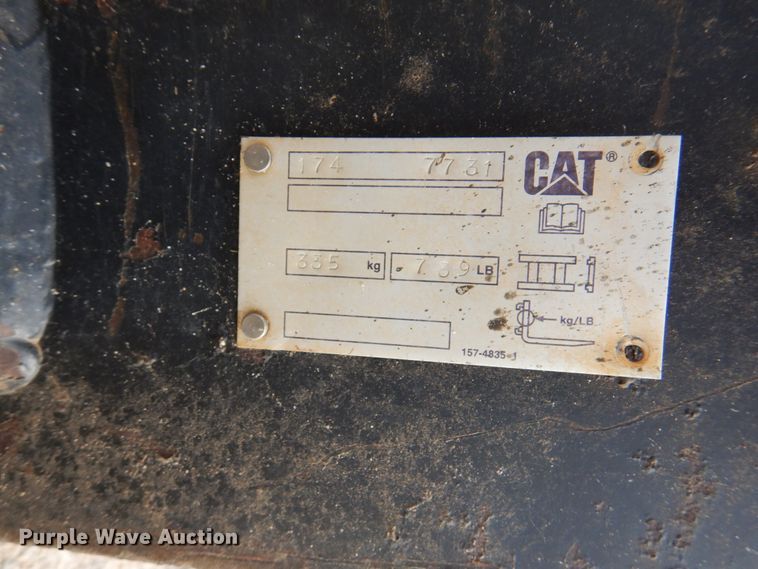 174 7731
CAT®
335 kg 739 LB
kg/LB
157-4835-1
Purple Wave Auction